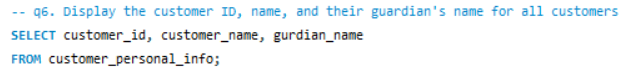 -- q6. Display the customer ID, name, and their guardian's name for all customers
SELECT customer_id, customer_name, gurdian_name
FROM customer_personal_info;